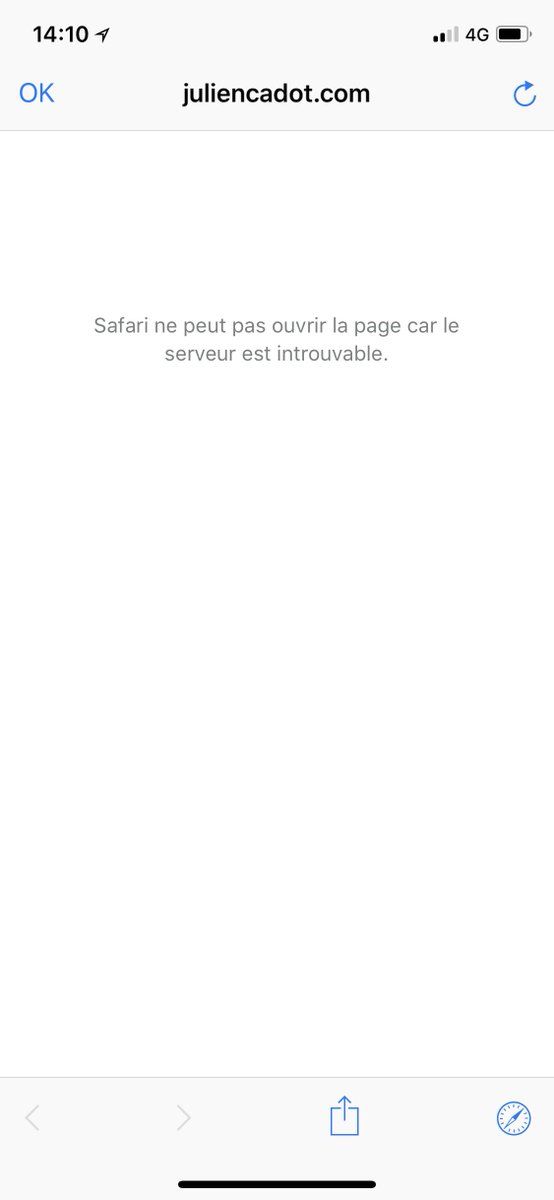 14:10 4G
OK juliencadot.com
Safari ne peut pas ouvrir la page car le
serveur est introuvable.